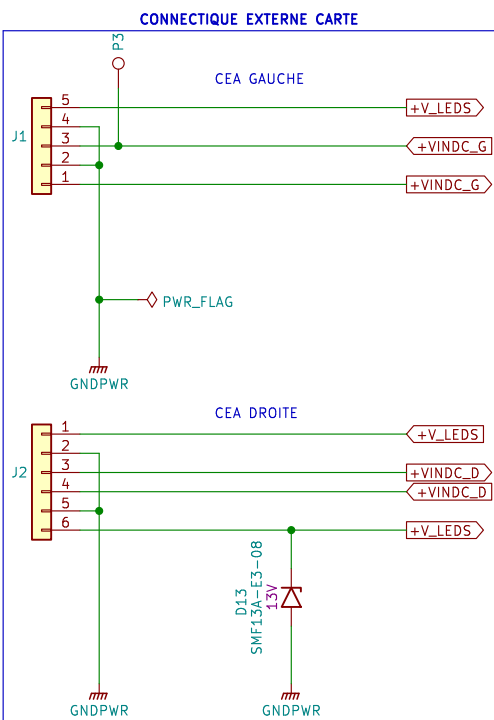 CONNECTIQUE EXTERNE CARTE
P3
CEA GAUCHE
J1
5
4
3
2
1
+V_LEDS
+VINDC_G
+VINDC_G
PWR_FLAG
GNDPWR
CEA DROITE
J2
1
2
3
4
5
6
+V_LEDS
+VINDC_D
+VINDC_D
+V_LEDS
D13
SMF13A-E3-08
13V
GNDPWR
GNDPWR